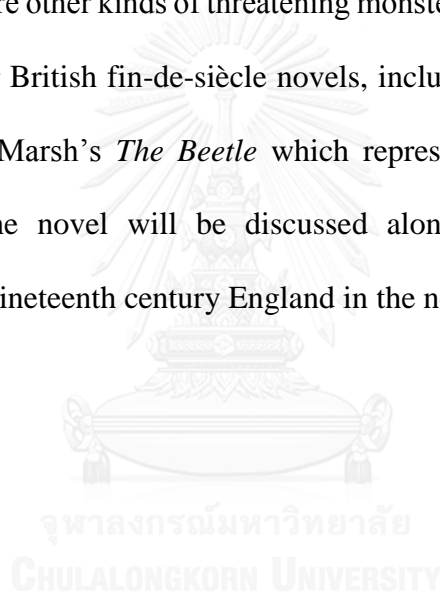 re other kinds of threatening monste
British fin-de-siècle novels, inclu
Marsh's The Beetle which repres
ne novel will be discussed alon
ineteenth century England in the n
จุฬาลงกรณ์มหาวิทยาลัย
CHULALONGKORN UNIVERSITY